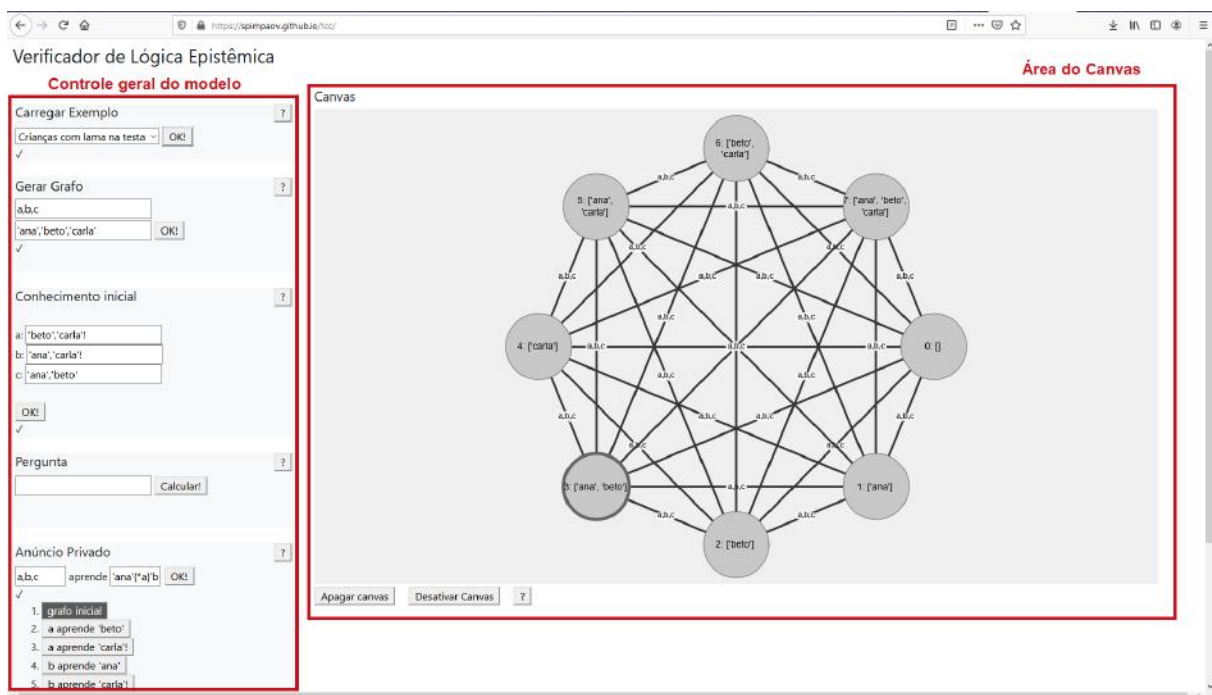 https://spimpaov.github.io/tcc/
Verificador de Lógica Epistêmica
Controle geral do modelo
Área do Canvas
Carregar Exemplo
?
Crianças com lama na testa
OK!
✓
Gerar Grafo
?
a,b,c
'ana','beto','carla'
OK!
✓
Conhecimento inicial
?
a: 'beto','carla'!
b: 'ana','carla'!
c: 'ana','beto'
OK!
✓
Pergunta
?
Calcular!
Anúncio Privado
?
a,b,c aprende 'ana'{*a}'b OK!
✓
1. grafo inicial
2. a aprende 'beto'
3. a aprende 'carla'!
4. b aprende 'ana'
5. b aprende 'carla'!
Canvas
6: ['beto',
'carla']
a,b,c
a,b,c
5: ['ana',
'carla']
a,b,c
7: ['ana', 'beto',
'carla']
a,b,c
a,b,c
a,b,c
a,b,c
a,b,c
a,b,c
a,b,c
a,b,c
4: ['carla']
a,b,c
a,b,c
a,b,c
0: []
a,b,c
a,b,c
a,b,c
a,b,c
a,b,c
a,b,c
a,b,c
a,b,c
3: ['ana', 'beto']
a,b,c
1: ['ana']
a,b,c
a,b,c
2: ['beto']
Apagar canvas
Desativar Canvas
?